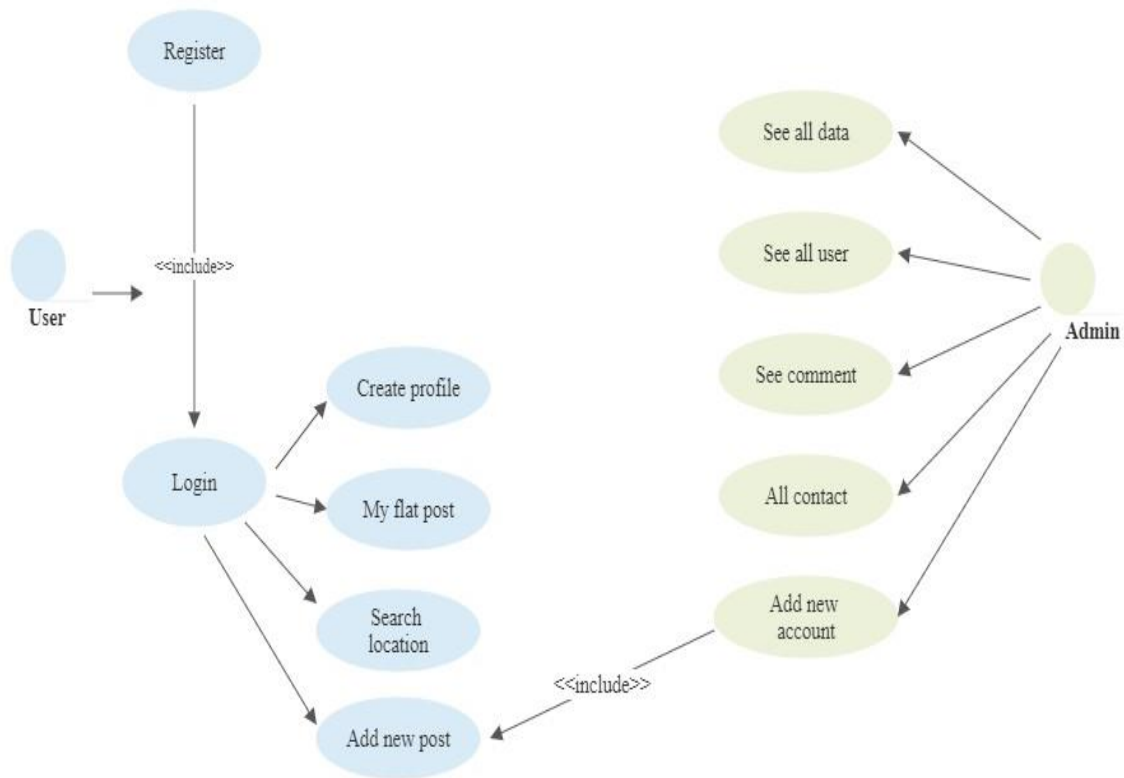 Register
See all data
See all user
<<include>>
User
Admin
Create profile
See comment
Login
My flat post
All contact
Search
location
Add new
account
<<include>>
Add new post